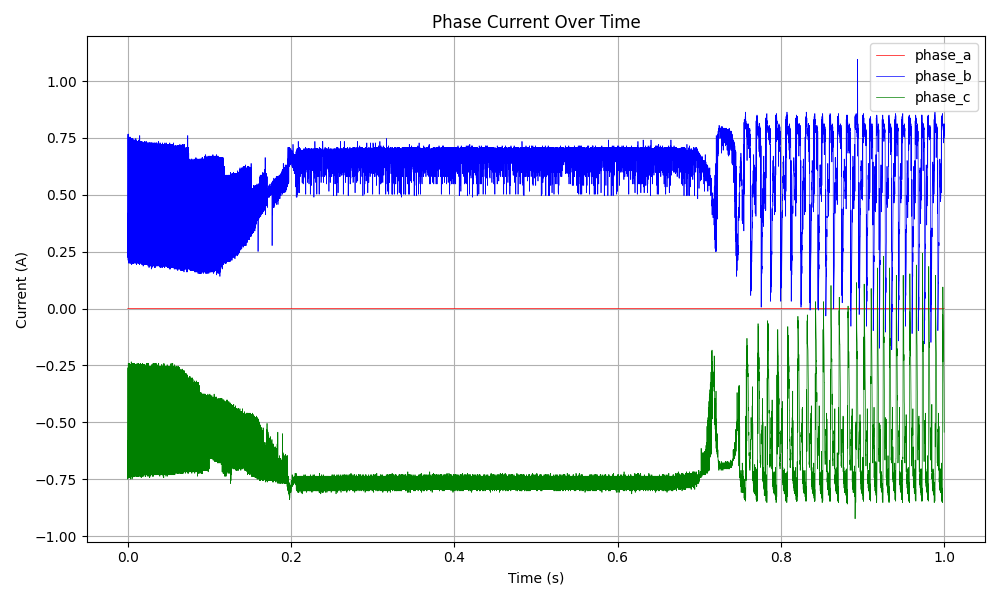 Phase Current Over Time
phase_a
phase_b
phase_c
Current (A)
1.00
0.75
0.50
0.25
0.00
−0.25
−0.50
−0.75
−1.00
0.0 0.2 0.4 0.6 0.8 1.0
Time (s)